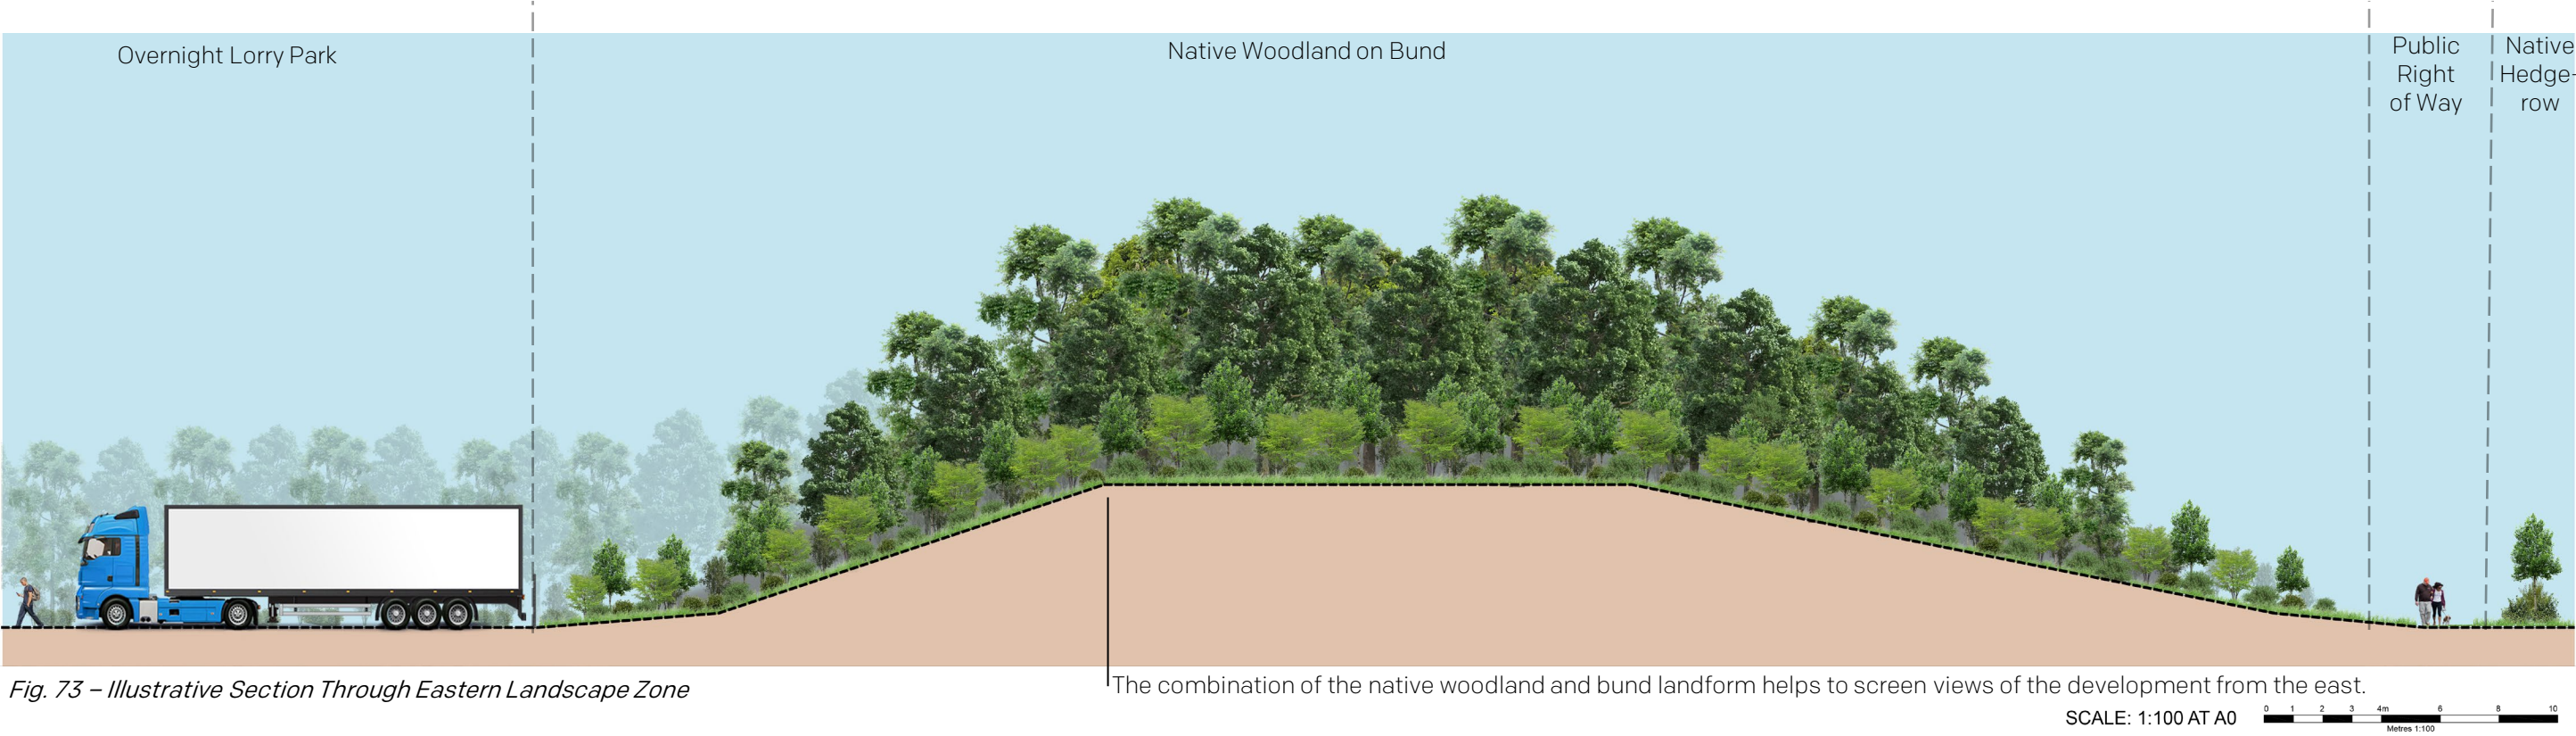 Overnight Lorry Park
Native Woodland on Bund
Public
Right
of Way
Native
Hedge-
row
Fig. 73 – Illustrative Section Through Eastern Landscape Zone
The combination of the native woodland and bund landform helps to screen views of the development from the east.
SCALE: 1:100 AT A0
0 1 2 3 4m 6 8 10
Metres 1:100